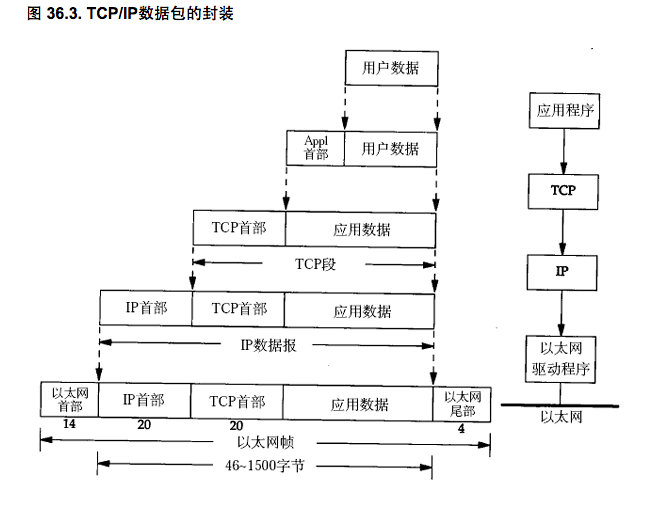 图 36.3. TCP/IP数据包的封装
用户数据
应用程序
Appl
首部
用户数据
TCP
TCP首部
应用数据
TCP段
IP
IP首部
TCP首部
应用数据
IP数据报
以太网
驱动程序
以太网
首部
IP首部
TCP首部
应用数据
以太网
尾部
以太网
14
20
20
4
以太网帧
46~1500字节